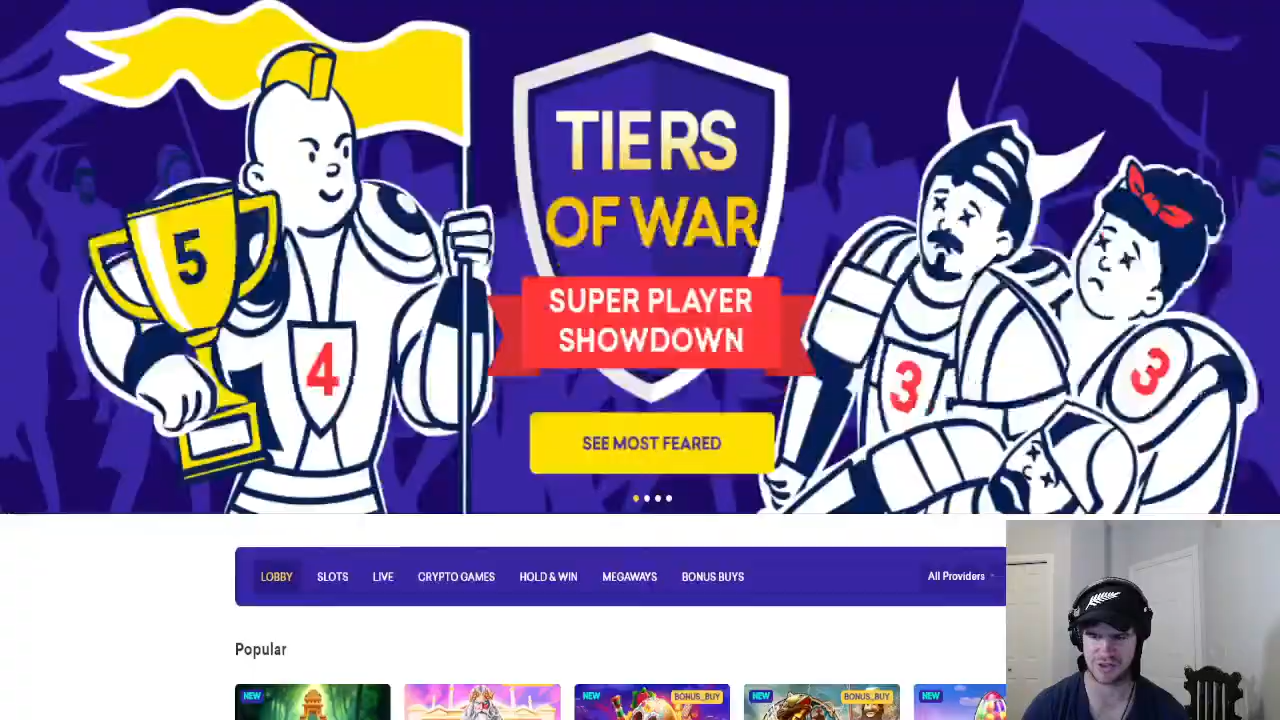 TIERS
OF WAR
SUPER PLAYER
SHOWDOWN
SEE MOST FEARED
5
4
3
3
LOBBY SLOTS LIVE CRYPTO GAMES HOLD & WIN MEGAWAYS BONUS BUYS All Providers
Popular
NEW NEW BONUS_BUY NEW BONUS_BUY NEW